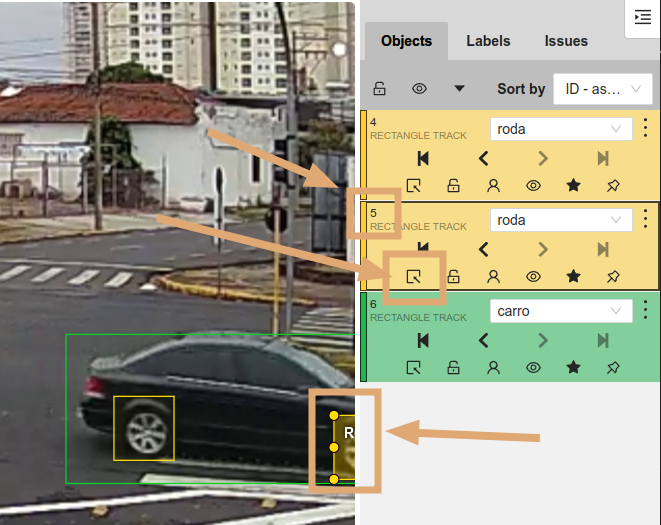 Objects Labels Issues
Sort by ID - as...
4 roda
RECTANGLE TRACK
5 roda
RECTANGLE TRACK
6 carro
RECTANGLE TRACK
R